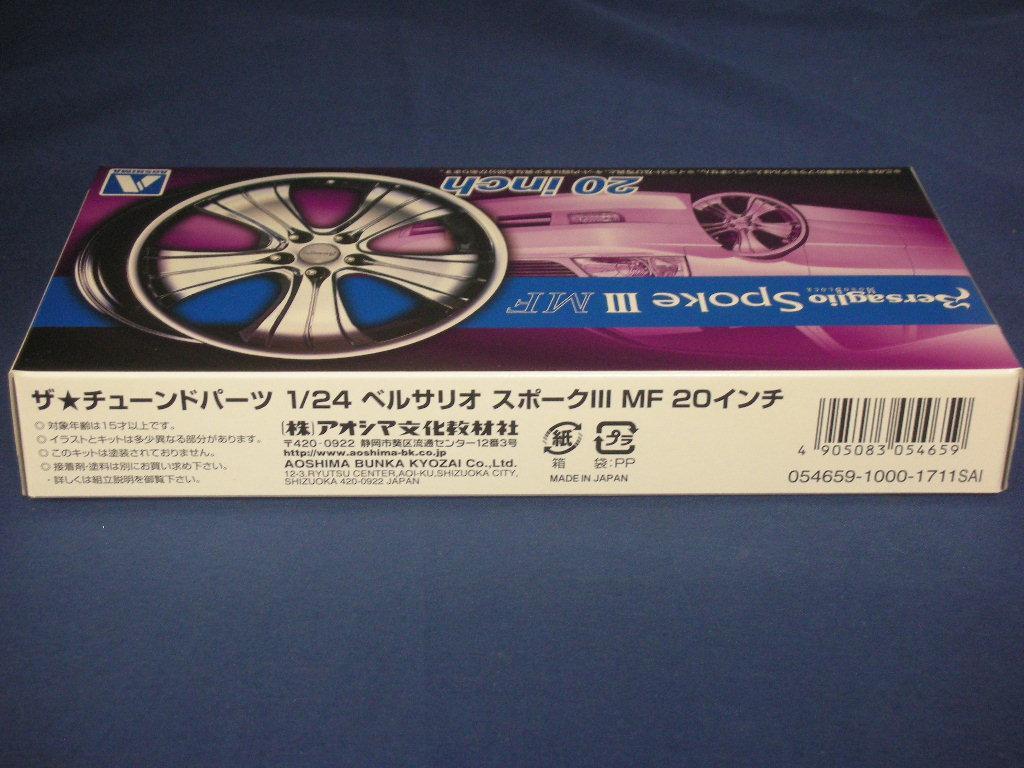 AOSHIMA
20 inch
Bersaglio Spoke III MF
MONOBLOCK
ザ★チューンドパーツ 1/24 ベルサリオ スポークIII MF 20インチ
◎対象年齢は15才以上です。
◎イラストとキットは多少異なる部分があります。
◎このキットは塗装されておりません。
◎接着剤・塗料は別にお買い求め下さい。
・詳しくは組立説明を御覧下さい。
(株)アオシマ文化教材社
〒420-0922 静岡市葵区流通センター12番3号
http://www.aoshima-bk.co.jp
AOSHIMA BUNKA KYOZAI Co.,Ltd.
12-3,RYUTSU CENTER,AOI-KU,SHIZUOKA CITY,
SHIZUOKA 420-0922 JAPAN
紙 プラ
箱 袋:PP
MADE IN JAPAN
4 905083 054659
054659-1000-1711SAI